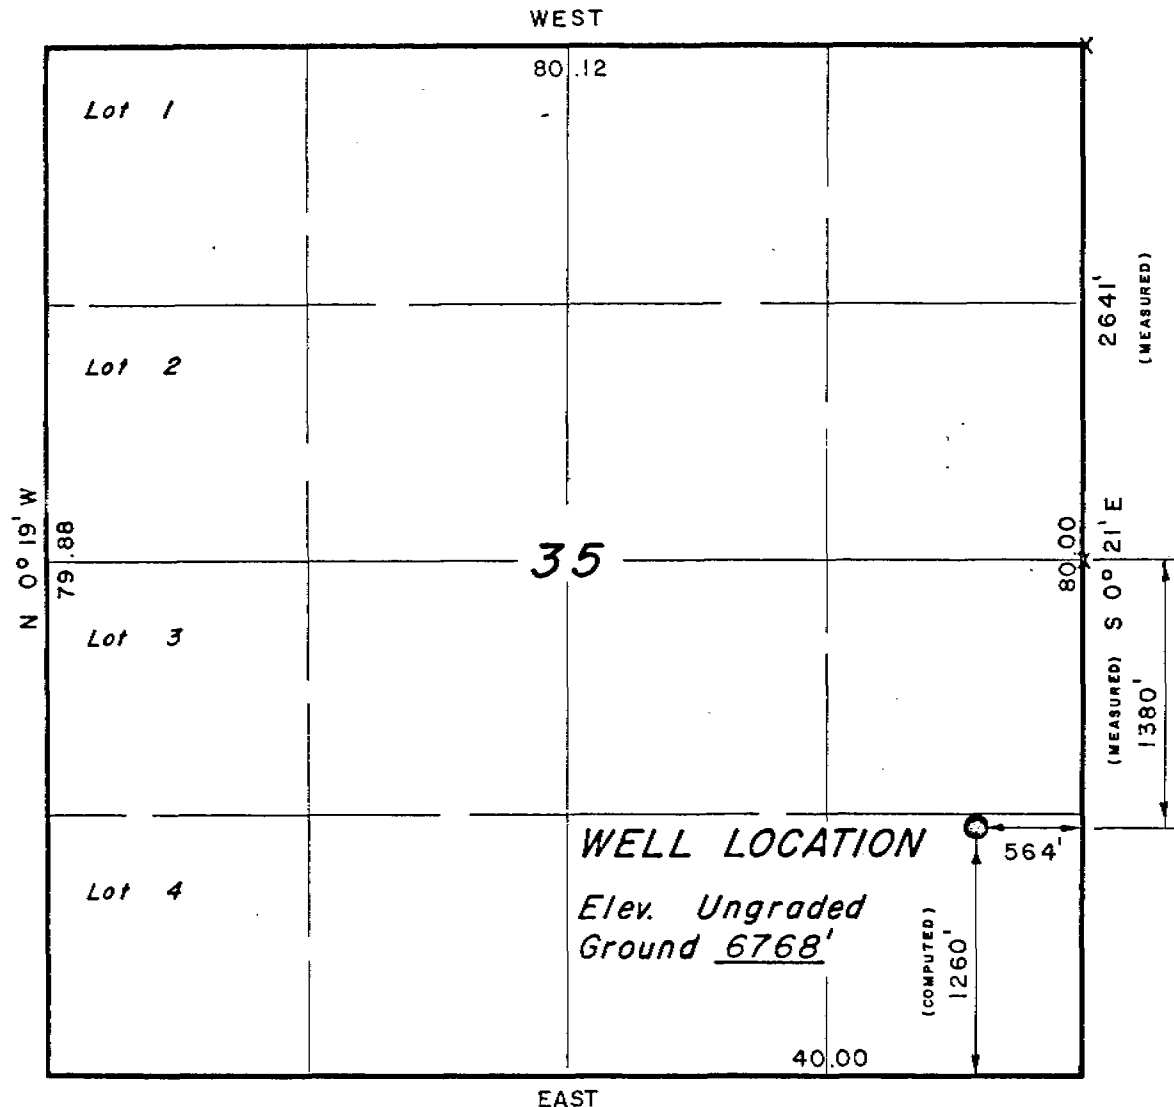 WEST
80.12
Lot 1
2641'
(MEASURED)
Lot 2
N 0° 19' W
79.88
35
80.00
S 0° 21' E
Lot 3
(MEASURED)
1380'
WELL LOCATION
564'
Lot 4
Elev. Ungraded
Ground 6768'
(COMPUTED)
1260'
40.00
EAST